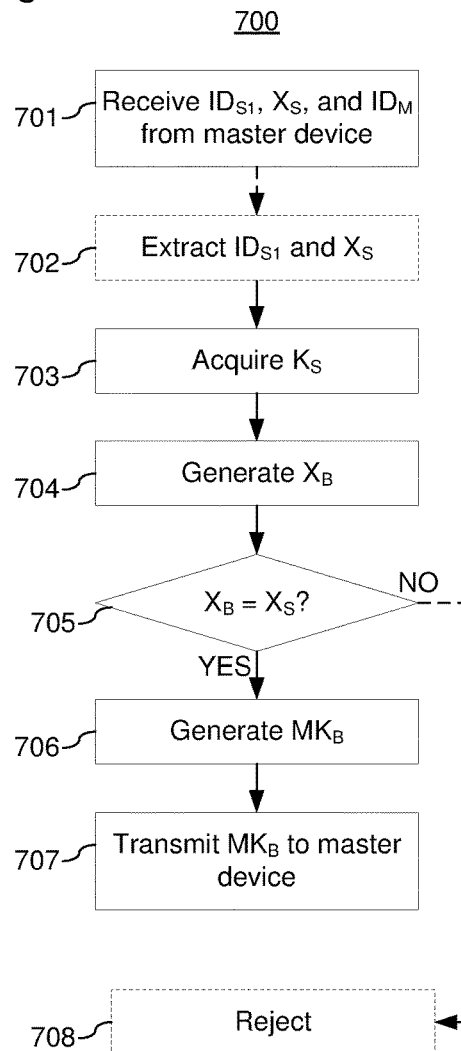 700
701
Receive IDS1, XS, and IDM
from master device
702
Extract IDS1 and XS
703
Acquire KS
704
Generate XB
705
XB = XS?
NO
YES
706
Generate MKB
707
Transmit MKB to master
device
708
Reject